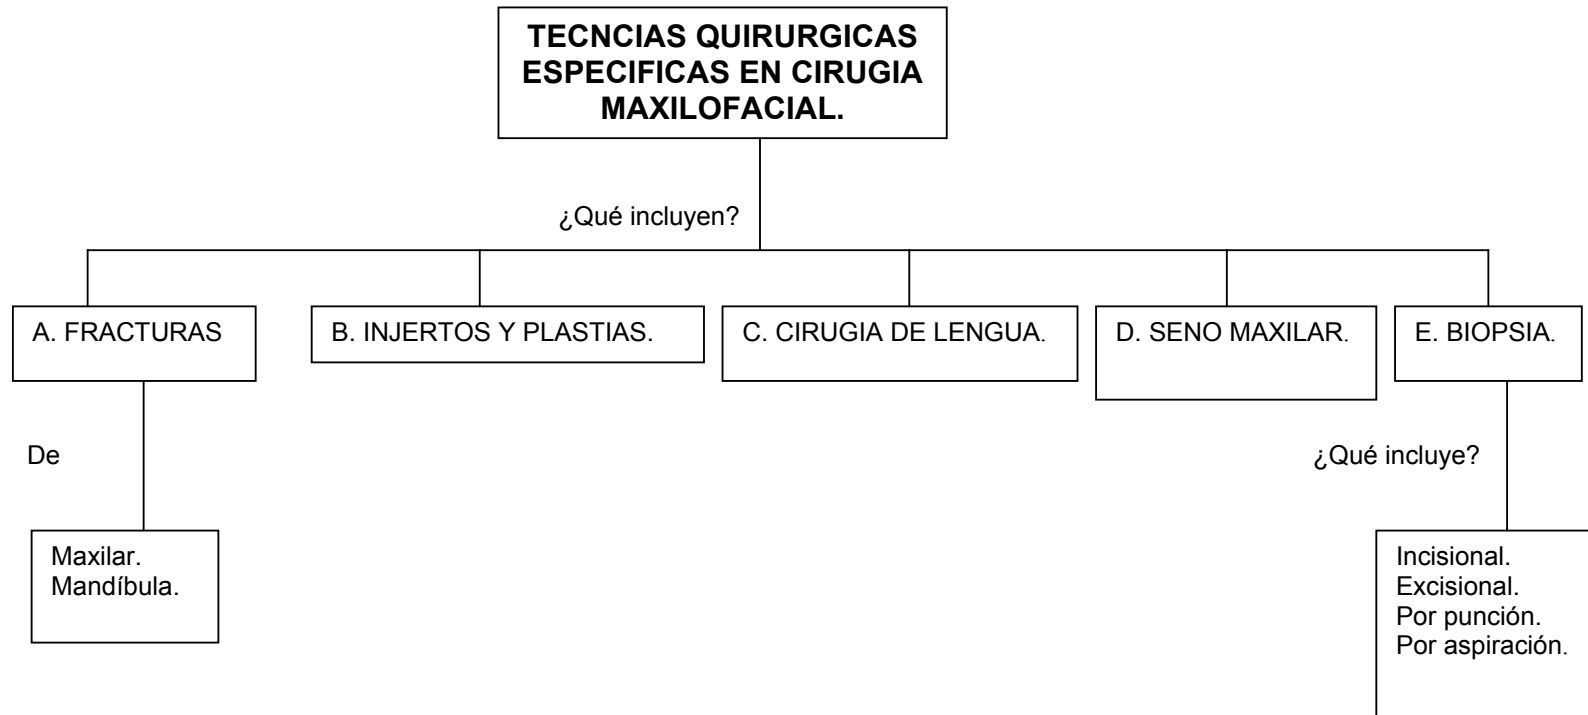 TECNCIAS QUIRURGICAS
ESPECIFICAS EN CIRUGIA
MAXILOFACIAL.
¿Qué incluyen?
A. FRACTURAS
B. INJERTOS Y PLASTIAS.
C. CIRUGIA DE LENGUA.
D. SENO MAXILAR.
E. BIOPSIA.
De
¿Qué incluye?
Maxilar.
Mandíbula.
Incisional.
Excisional.
Por punción.
Por aspiración.